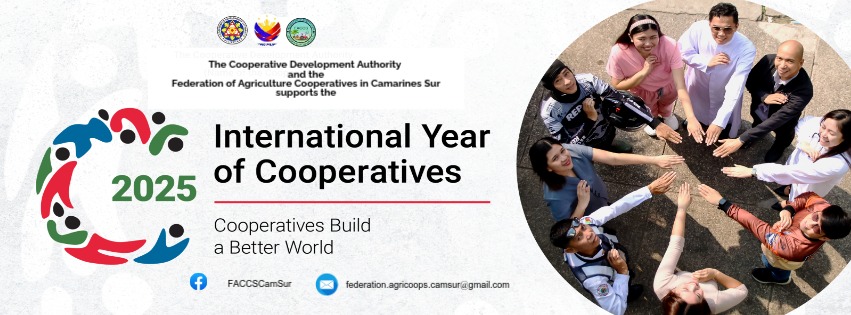 The Cooperative Development Authority
and the
Federation of Agriculture Cooperatives in Camarines Sur
supports the
International Year
of Cooperatives
2025
Cooperatives Build
a Better World
FACCSCamSur
federation.agricoops.camsur@gmail.com